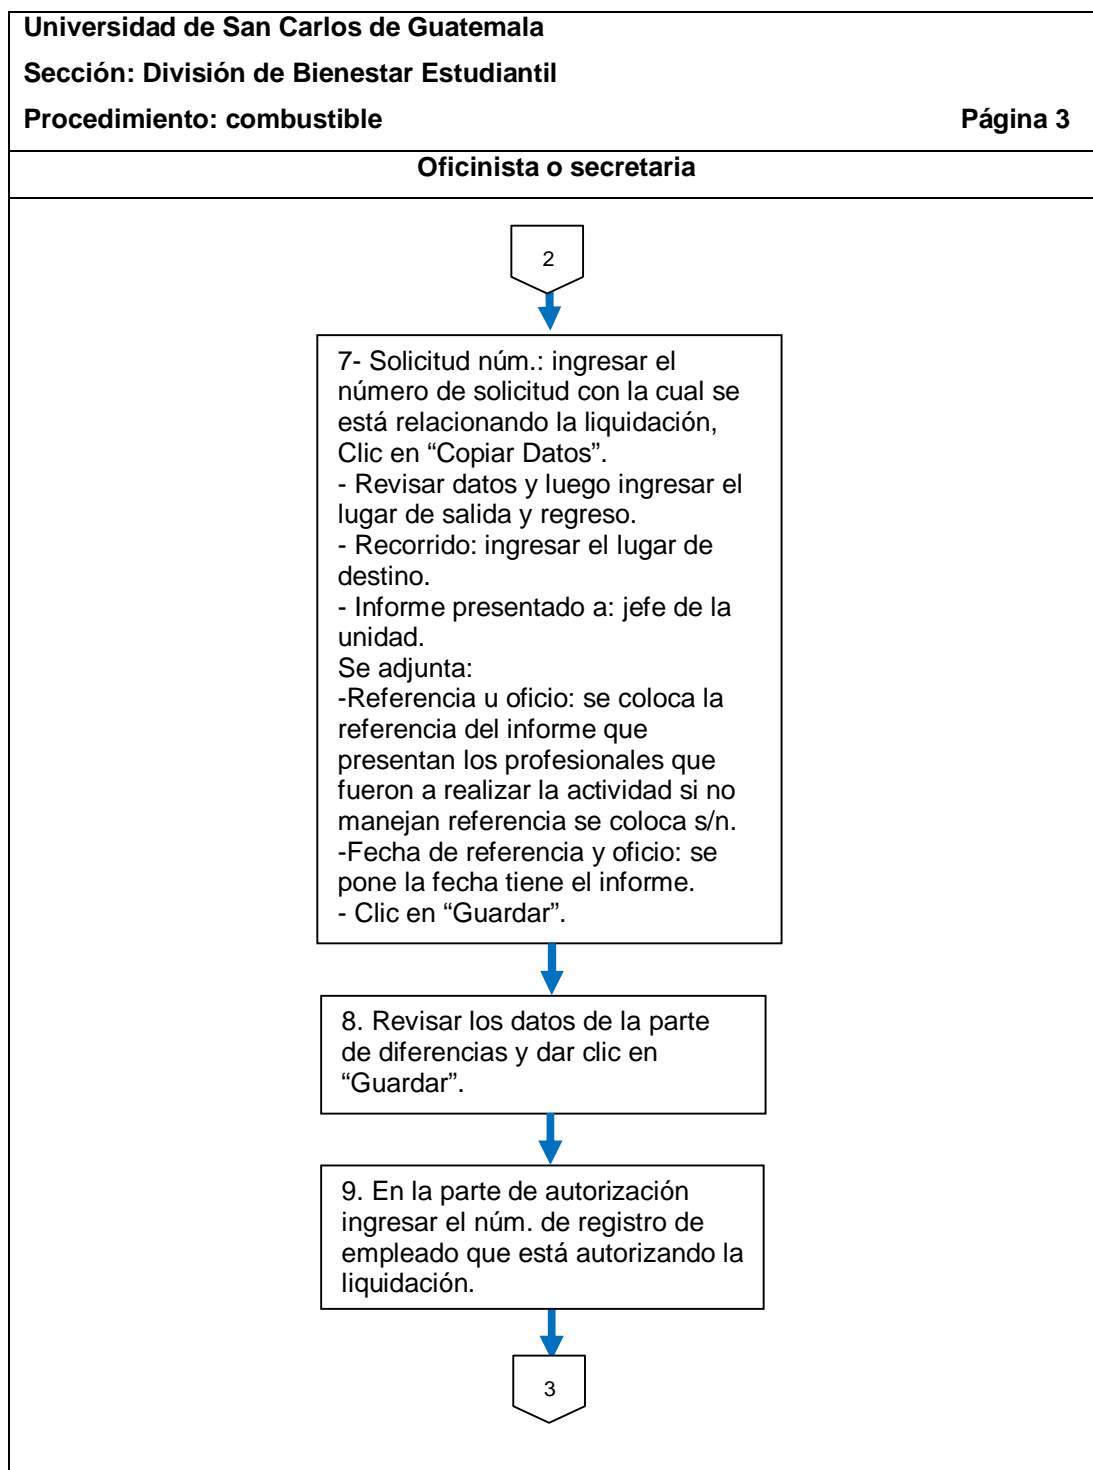 Universidad de San Carlos de Guatemala
Sección: División de Bienestar Estudiantil
Procedimiento: combustible Página 3
Oficinista o secretaria
2
7- Solicitud núm.: ingresar el
número de solicitud con la cual se
está relacionando la liquidación,
Clic en “Copiar Datos”.
- Revisar datos y luego ingresar el
lugar de salida y regreso.
- Recorrido: ingresar el lugar de
destino.
- Informe presentado a: jefe de la
unidad.
Se adjunta:
-Referencia u oficio: se coloca la
referencia del informe que
presentan los profesionales que
fueron a realizar la actividad si no
manejan referencia se coloca s/n.
-Fecha de referencia y oficio: se
pone la fecha tiene el informe.
- Clic en “Guardar”.
8. Revisar los datos de la parte
de diferencias y dar clic en
“Guardar”.
9. En la parte de autorización
ingresar el núm. de registro de
empleado que está autorizando la
liquidación.
3